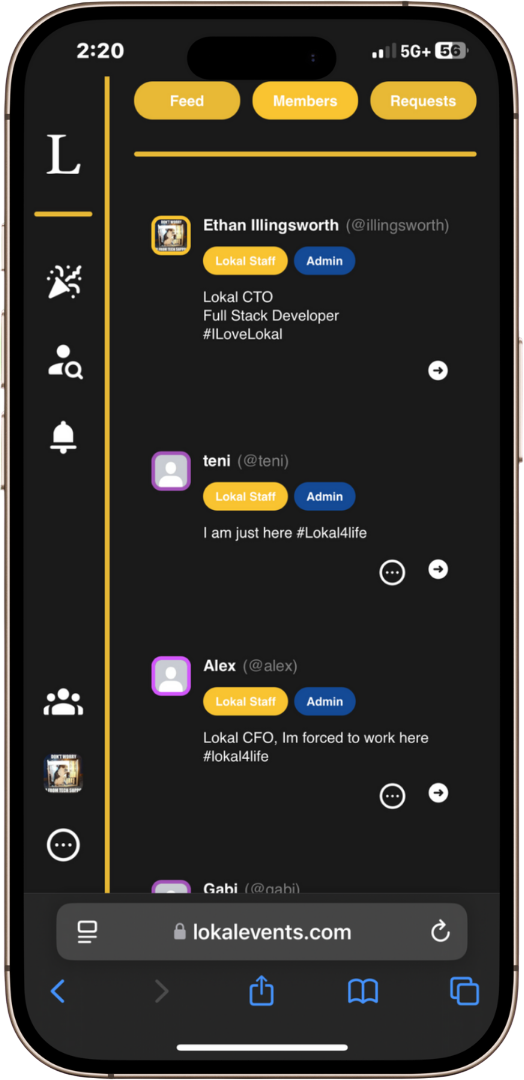 2:20
5G+ 56
Feed Members Requests
L
Ethan Illingsworth (@illingsworth)
Lokal Staff Admin
Lokal CTO
Full Stack Developer
#ILoveLokal
teni (@teni)
Lokal Staff Admin
I am just here #Lokal4life
Alex (@alex)
Lokal Staff Admin
Lokal CFO, Im forced to work here
#lokal4life
Gabi (@gabi)
lokalevents.com